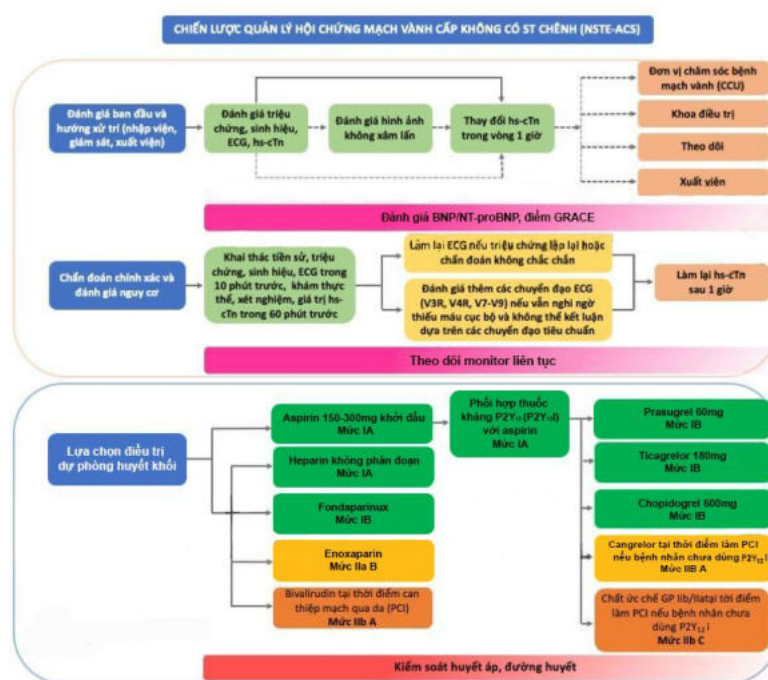 CHIẾN LƯỢC QUẢN LÝ HỘI CHỨNG MẠCH VÀNH CẤP KHÔNG CÓ ST CHÊNH (NSTE-ACS)
Đánh giá ban đầu và
hướng xử trí (nhập viện,
giám sát, xuất viện)
Đánh giá triệu
chứng, sinh hiệu,
ECG, hs-cTn
Đánh giá hình ảnh
không xâm lấn
Thay đổi hs-cTn
trong vòng 1 giờ
Đơn vị chăm sóc bệnh
mạch vành (CCU)
Khoa điều trị
Theo dõi
Xuất viện
Đánh giá BNP/NT-proBNP, điểm GRACE
Chẩn đoán chính xác và
đánh giá nguy cơ
Khai thác tiền sử, triệu
chứng, sinh hiệu, ECG trong
10 phút trước, khám thực
thể, xét nghiệm, giá trị hs-
cTn trong 60 phút trước
Làm lại ECG nếu triệu chứng lặp lại hoặc
chẩn đoán không chắc chắn
Đánh giá thêm các chuyển đạo ECG
(V3R, V4R, V7-V9) nếu vẫn nghi ngờ
thiếu máu cục bộ và không thể kết luận
dựa trên các chuyển đạo tiêu chuẩn
Làm lại hs-cTn
sau 1 giờ
Theo dõi monitor liên tục
Lựa chọn điều trị
dự phòng huyết khối
Aspirin 150-300mg khởi đầu
Mức IA
Heparin không phân đoạn
Mức IA
Fondaparinux
Mức IB
Enoxaparin
Mức IIa B
Bivalirudin tại thời điểm can
thiệp mạch qua da (PCI)
Mức IIb A
Phối hợp thuốc
kháng
với aspirin
Mức IA
Prasugrel 60mg
Mức IB
Ticagrelor 180mg
Mức IB
Chopidogrel 600mg
Mức IB
Cangrelor tại thời điểm làm PCI
nếu bệnh nhân chưa dùng P2Y₁₂ i
Mức IIB A
Chất ức chế GP IIb/IIatại tời điểm
làm PCI nếu bệnh nhân chưa
dùng P2Y₁₂ i
Mức IIb C
Kiểm soát huyết áp, đường huyết